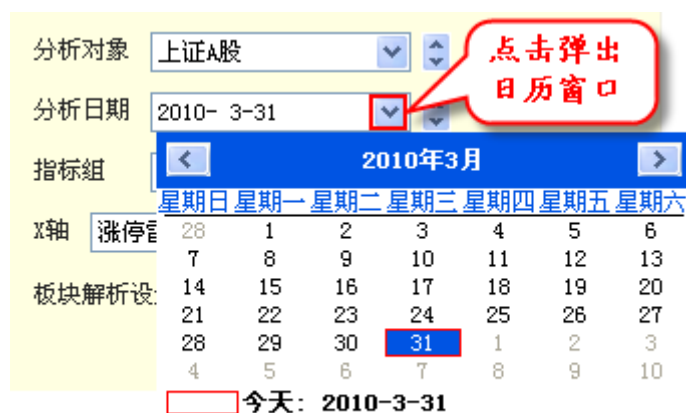 分析对象 上证A股
点击弹出
日历窗口
分析日期 2010- 3-31
指标组
2010年3月
星期日 星期一 星期二 星期三 星期四 星期五 星期六
X轴 涨停
28 1 2 3 4 5 6
7 8 9 10 11 12 13
板块解析设
14 15 16 17 18 19 20
21 22 23 24 25 26 27
28 29 30 31 1 2 3
4 5 6 7 8 9 10
今天: 2010-3-31